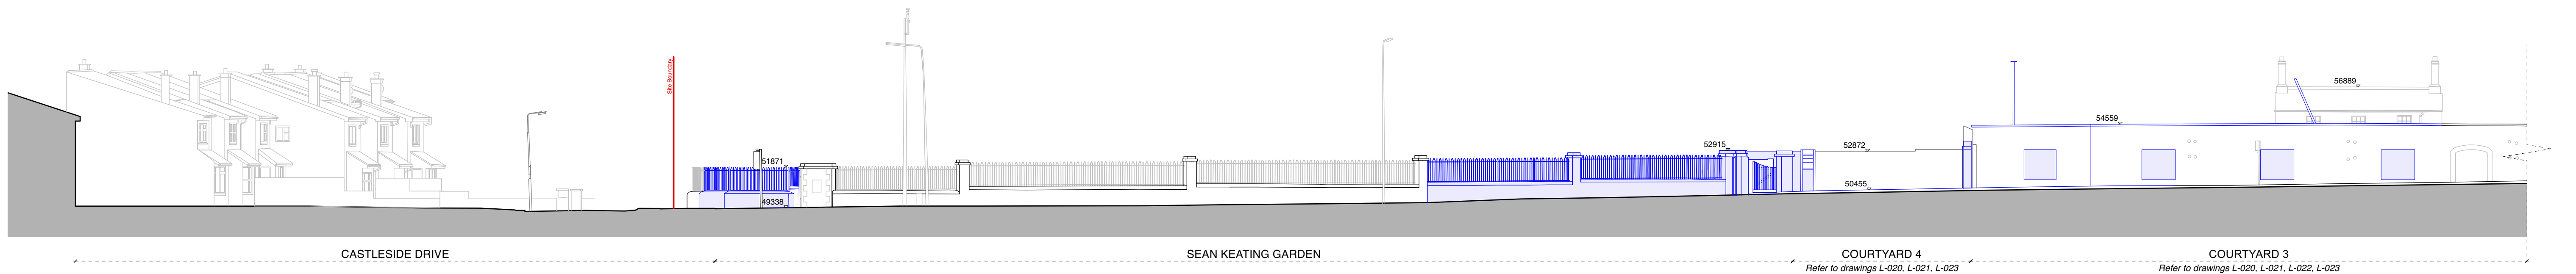 Site Boundary
56889
54559
51871
52915
52872
50455
49338
CASTLESIDE DRIVE
SEAN KEATING GARDEN
COURTYARD 4
Refer to drawings L-020, L-021, L-023
COURTYARD 3
Refer to drawings L-020, L-021, L-022, L-023